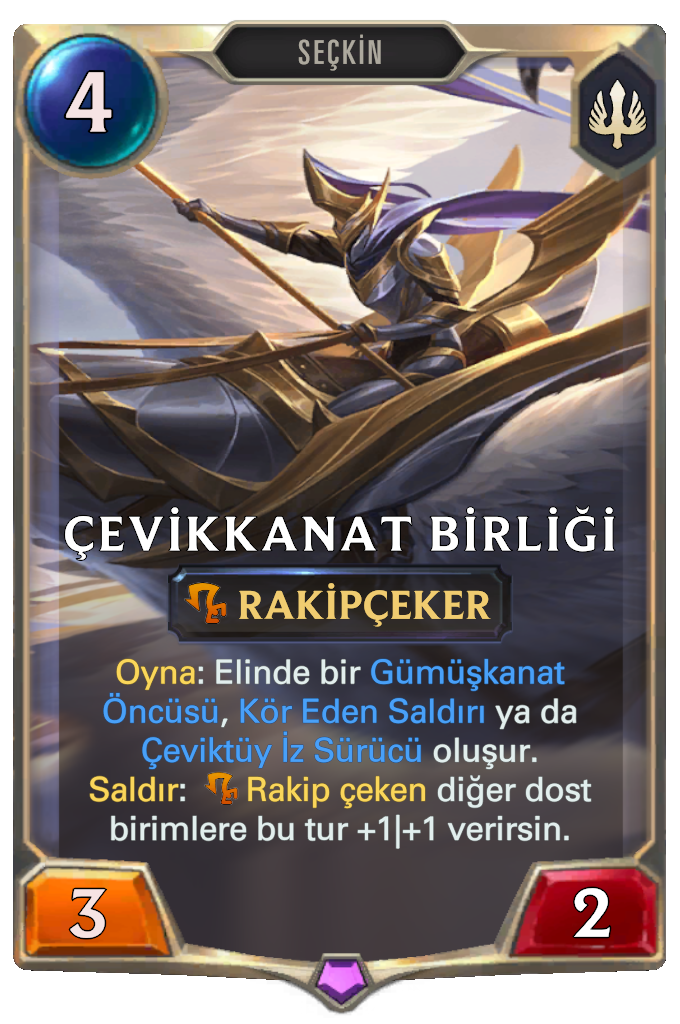 SEÇKİN
4
ÇEVİKKANAT BİRLİĞİ
RAKİPÇEKER
Oyna: Elinde bir Gümüşkanat
Öncüsü, Kör Eden Saldırı ya da
Çeviktüy İz Sürücü oluşur.
Saldır: Rakip çeken diğer dost
birimlere bu tur +1|+1 verirsin.
3
2